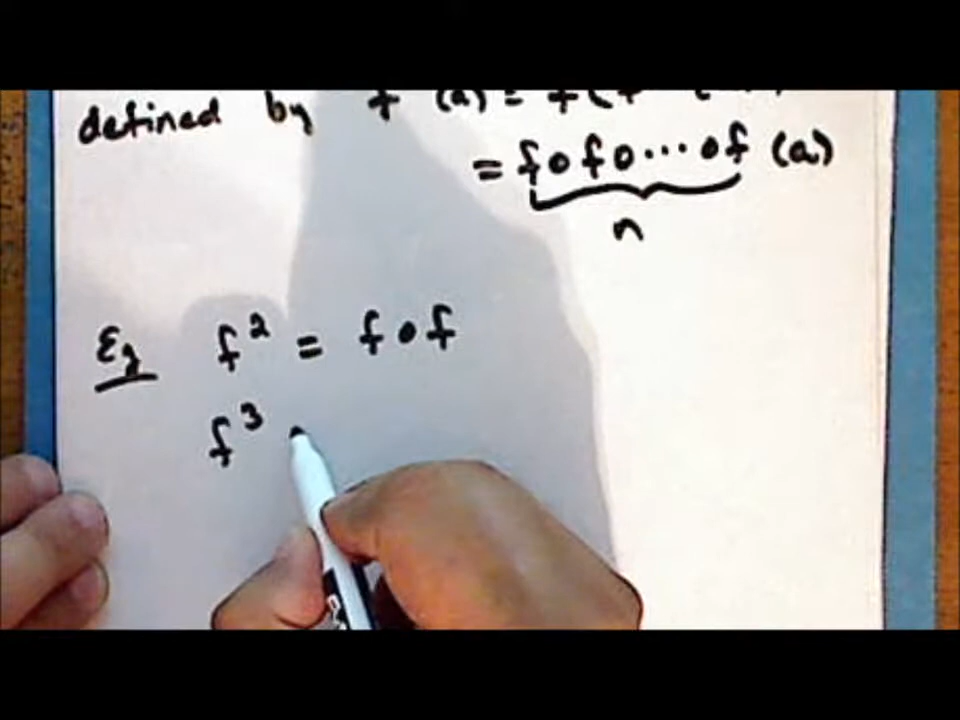 defined by f (a) = f(f
= f o f o ... o f (a)
n
Eg f² = f o f
f³